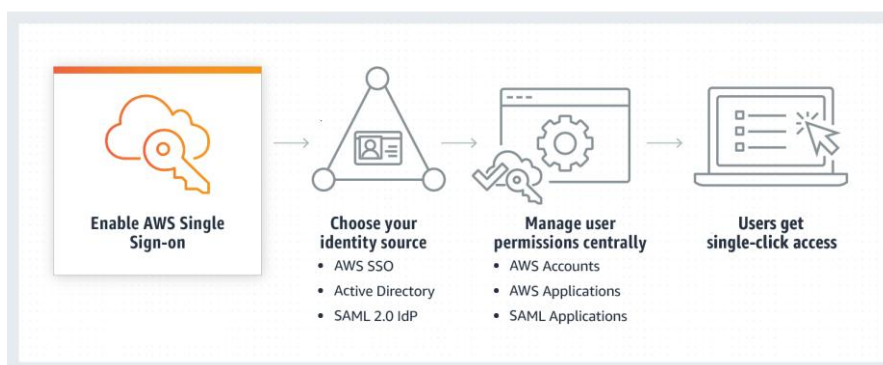 Enable AWS Single
Sign-on
Choose your
identity source
• AWS SSO
• Active Directory
• SAML 2.0 IdP
Manage user
permissions centrally
• AWS Accounts
• AWS Applications
• SAML Applications
Users get
single-click access